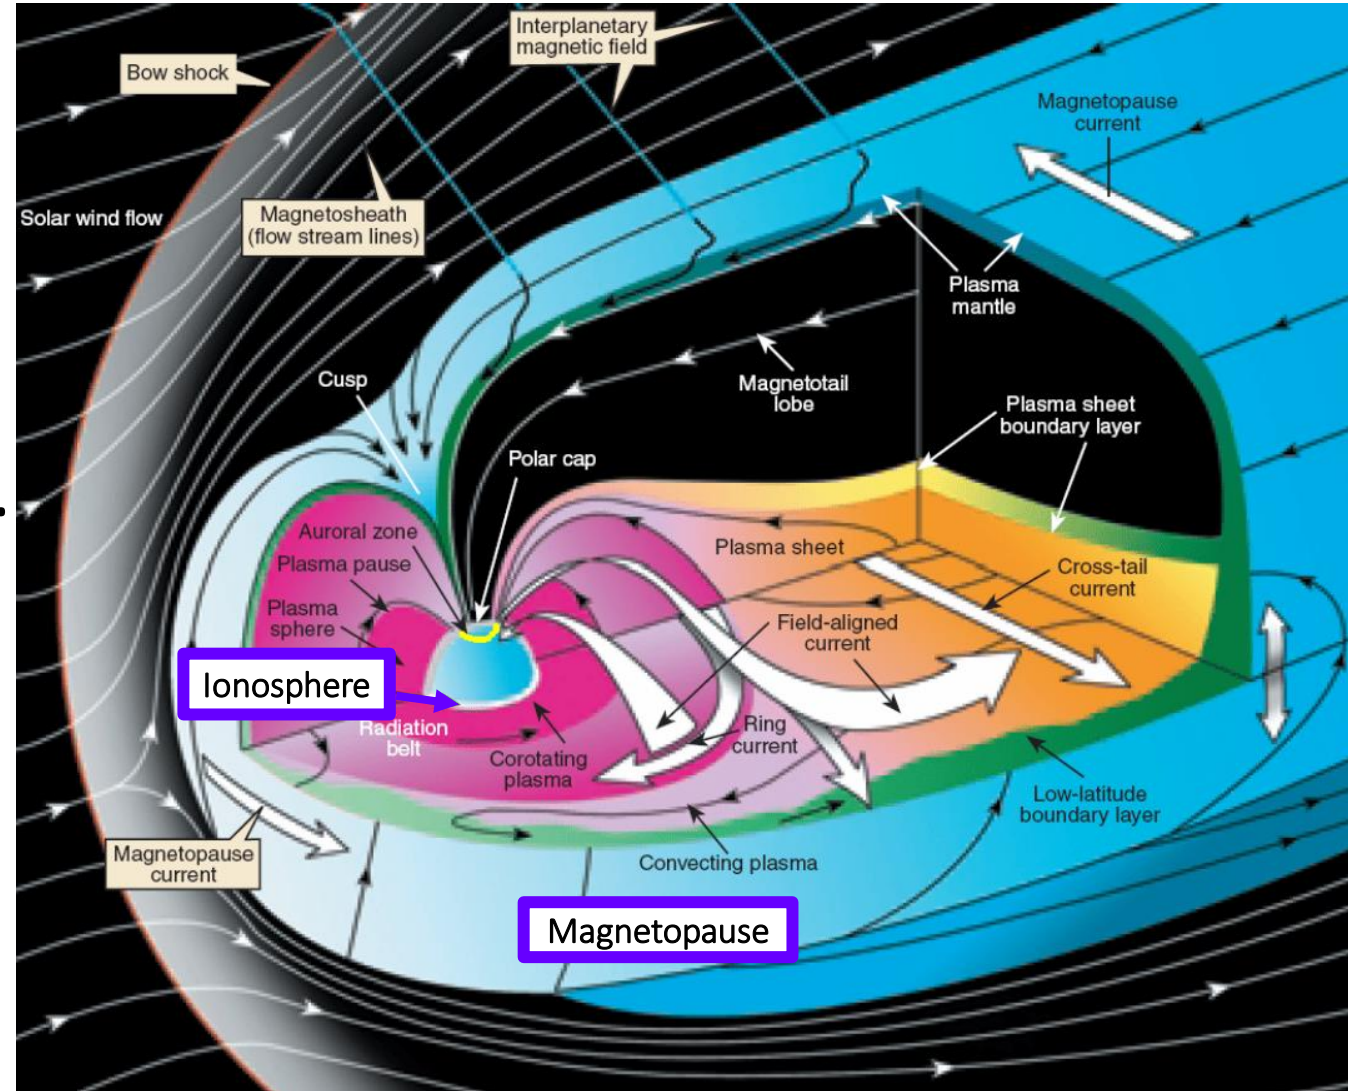 Interplanetary
magnetic field
Bow shock
Magnetopause
current
Solar wind flow
Magnetosheath
(flow stream lines)
Plasma
mantle
Cusp
Magnetotail
lobe
Plasma sheet
boundary layer
Polar cap
Auroral zone
Plasma pause
Plasma sheet
Cross-tail
current
Plasma
sphere
Field-aligned
current
Ionosphere
Radiation
belt
Ring
current
Corotating
plasma
Low-latitude
boundary layer
Magnetopause
current
Convecting plasma
Magnetopause